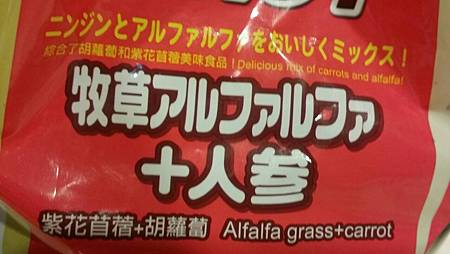 ニンジンとアルファルファをおいしくミックス!
綜合了胡蘿蔔和紫花苜蓿美味食品!Delicious mix of carrots and alfalfa!
牧草アルファルファ
+人参
紫花苜蓿+胡蘿蔔 Alfalfa grass+carrot